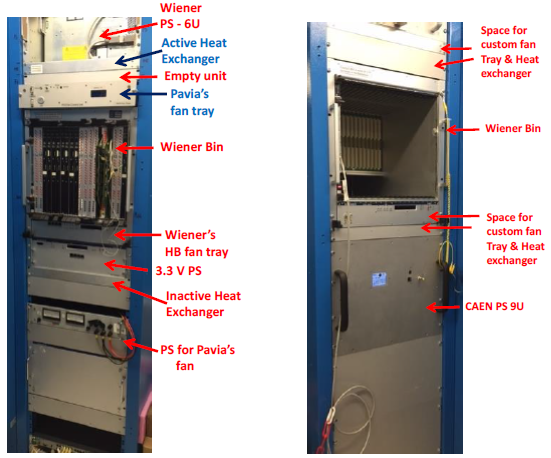 Wiener
PS - 6U
Active Heat
Exchanger
Empty unit
Pavia's
fan tray
Wiener Bin
Wiener's
HB fan tray
3.3 V PS
Inactive Heat
Exchanger
PS for Pavia's
fan
Space for
custom fan
Tray & Heat
exchanger
Wiener Bin
Space for
custom fan
Tray & Heat
exchanger
CAEN PS 9U